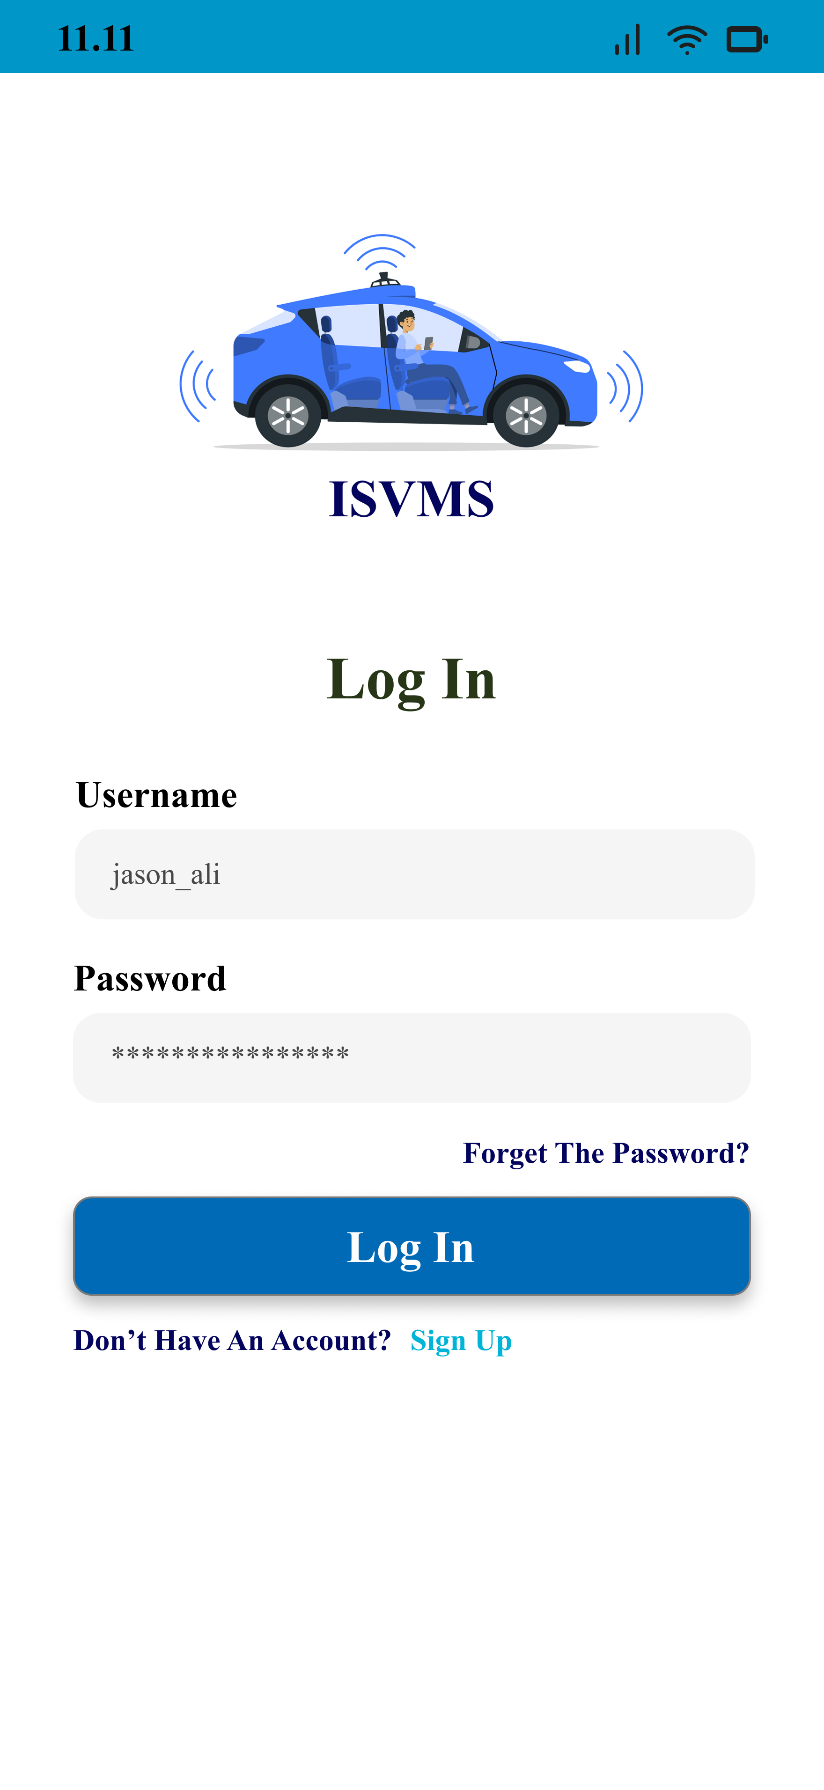 11.11
ISVMS
Log In
Username
jason_ali
Password
****************
Forget The Password?
Log In
Don’t Have An Account? Sign Up